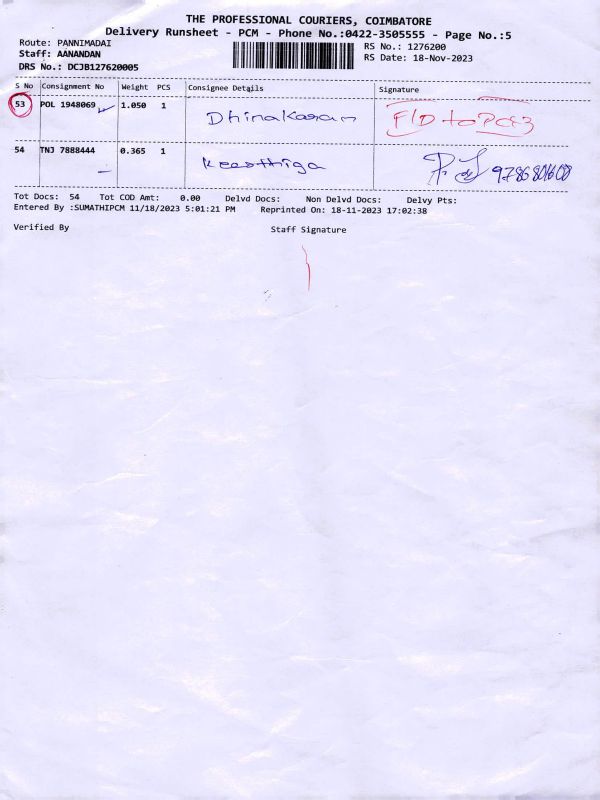 THE PROFESSIONAL COURIERS, COIMBATORE
Delivery Runsheet - PCM - Phone No.:0422-3505555 - Page No.:5
Route: PANNIMADAI
RS No.: 1276200
Staff: AANANDAN
RS Date: 18-Nov-2023
DRS No.: DCJB127620005
S No Consignment No Weight PCS Consignee Details Signature
53 POL 1948069 1.050 1 Dhinakaran F/D to
54 TNJ 7888444 0.365 1 Keerthiga
Tot Docs: 54 Tot COD Amt: 0.00 Delvd Docs: Non Delvd Docs: Delvy Pts:
Entered By :SUMATHIPCM 11/18/2023 5:01:21 PM Reprinted On: 18-11-2023 17:02:38
Verified By Staff Signature